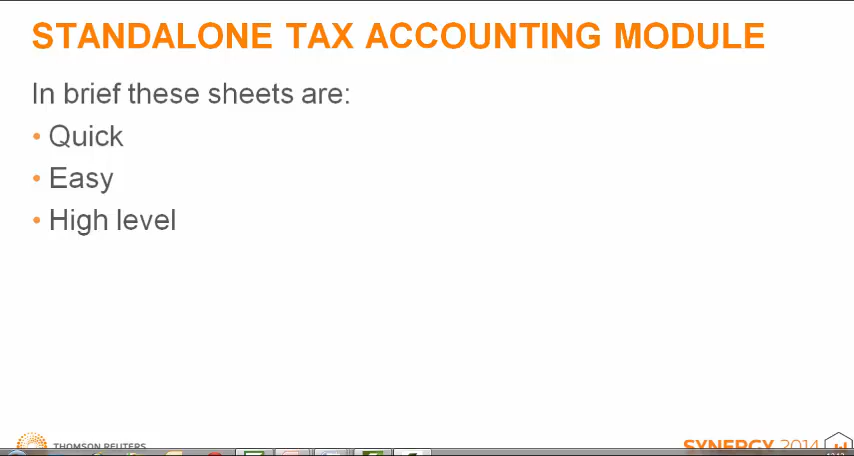 STANDALONE TAX ACCOUNTING MODULE
In brief these sheets are:
• Quick
• Easy
• High level
THOMSON REUTERS
SYNERGY 2014